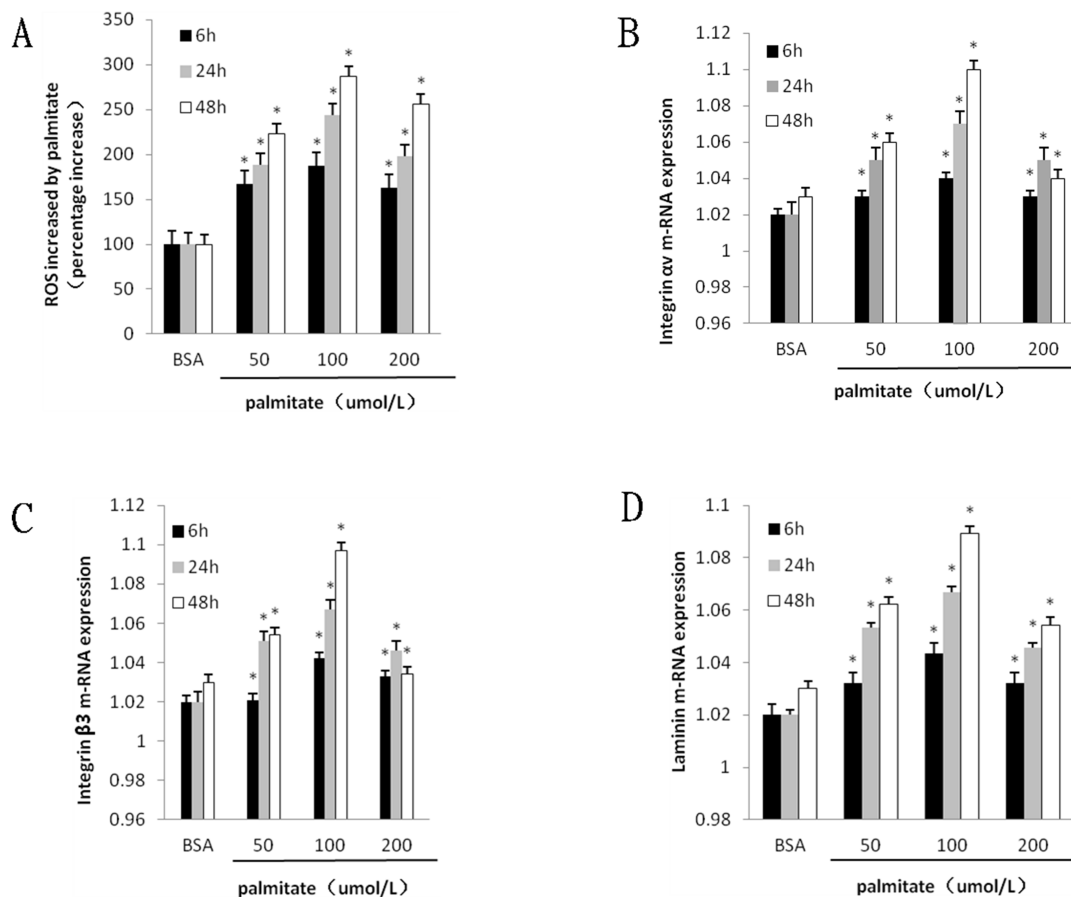 A
ROS increased by palmitate
(percentage increase)
350
300
250
200
150
100
50
0
6h
24h
48h
* * * * * * * * *
BSA 50 100 200
palmitate（umol/L）
B
Integrin αv m-RNA expression
1.12
1.1
1.08
1.06
1.04
1.02
1
0.98
0.96
6h
24h
48h
* * * * * * * * *
BSA 50 100 200
palmitate（umol/L）
C
Integrin β3 m-RNA expression
1.12
1.1
1.08
1.06
1.04
1.02
1
0.98
0.96
6h
24h
48h
* * * * * * * * *
BSA 50 100 200
palmitate（umol/L）
D
Laminin m-RNA expression
1.1
1.08
1.06
1.04
1.02
1
0.98
6h
24h
48h
* * * * * * * * *
BSA 50 100 200
palmitate（umol/L）